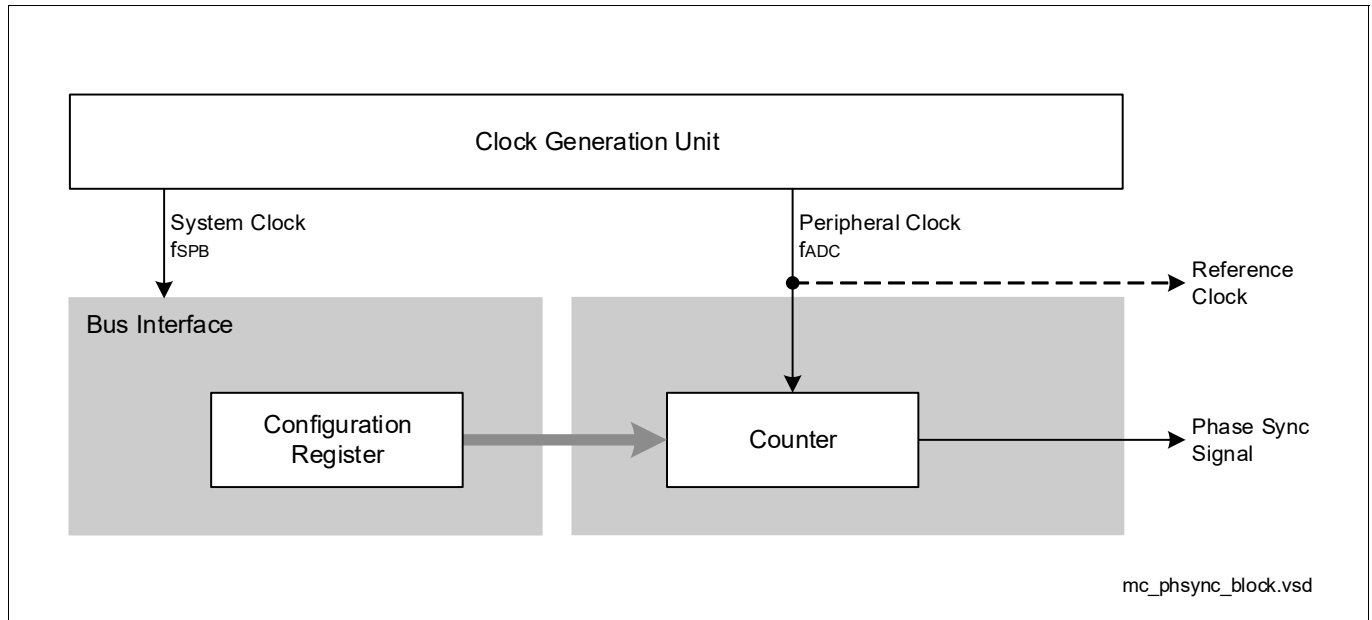 Clock Generation Unit
System Clock
fSPB
Peripheral Clock
fADC
Reference
Clock
Bus Interface
Configuration
Register
Counter
Phase Sync
Signal
mc_phsync_block.vsd